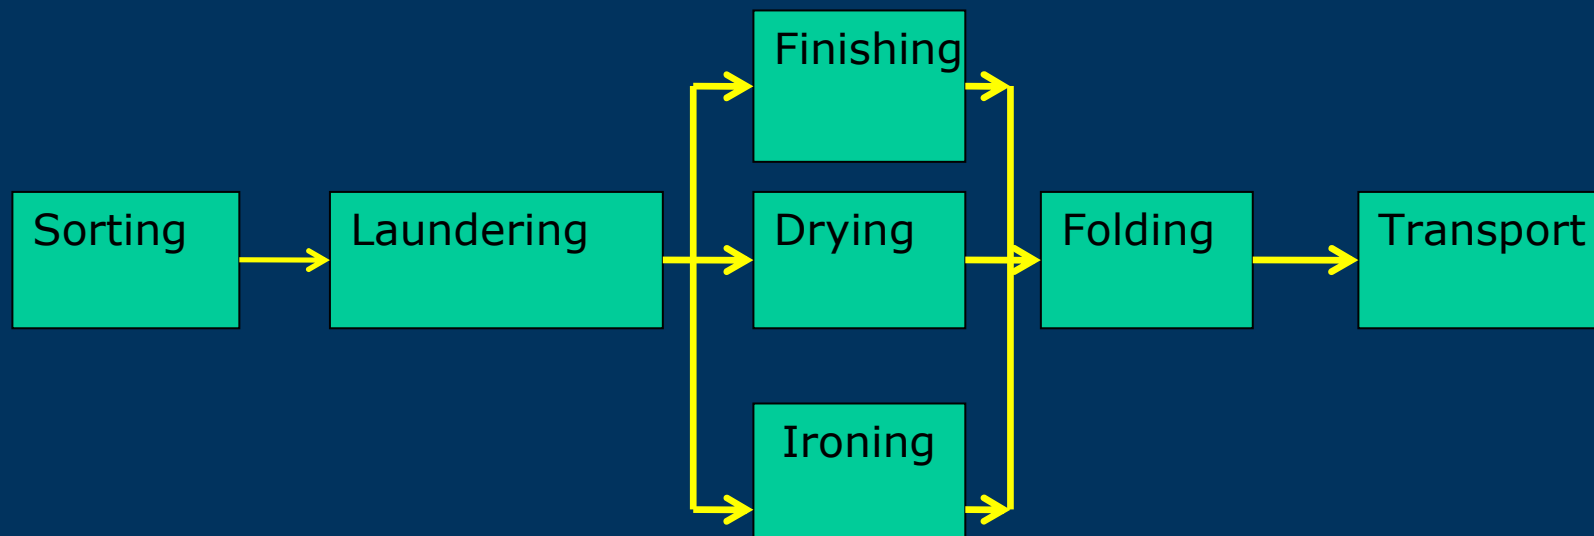 Sorting
Laundering
Finishing
Drying
Ironing
Folding
Transport